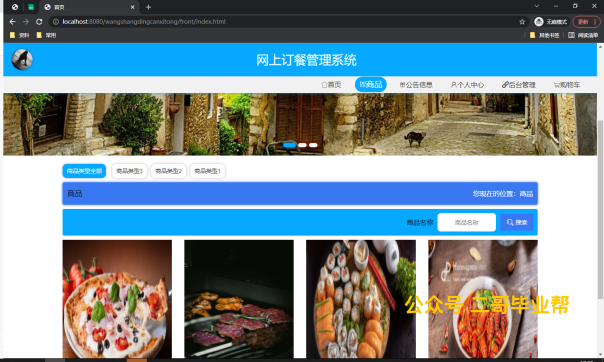 首页
localhost:8080/wangshangdingcanxitong/front/index.html
无痕模式
更新
资料
常用
其他书签
阅读清单
网上订餐管理系统
首页
商品
公告信息
个人中心
后台管理
购物车
商品类型全部
商品类型3
商品类型2
商品类型1
商品
您现在的位置：商品
商品名称
商品名称
搜索
公众号 二哥毕业帮